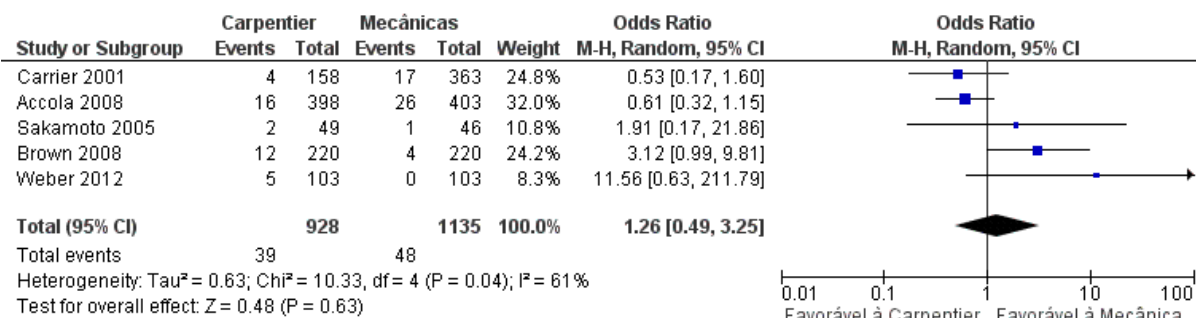 Carpentier Mecânicas Odds Ratio Odds Ratio
Study or Subgroup Events Total Events Total Weight M-H, Random, 95% CI M-H, Random, 95% CI
Carrier 2001 4 158 17 363 24.8% 0.53 [0.17, 1.60]
Accola 2008 16 398 26 403 32.0% 0.61 [0.32, 1.15]
Sakamoto 2005 2 49 1 46 10.8% 1.91 [0.17, 21.86]
Brown 2008 12 220 4 220 24.2% 3.12 [0.99, 9.81]
Weber 2012 5 103 0 103 8.3% 11.56 [0.63, 211.79]
Total (95% CI) 928 1135 100.0% 1.26 [0.49, 3.25]
Total events 39 48
Heterogeneity: Tau² = 0.63; Chi² = 10.33, df = 4 (P = 0.04); I² = 61%
Test for overall effect: Z = 0.48 (P = 0.63)
0.01 0.1 1 10 100
Favorável à Carpentier Favorável à Mecânica